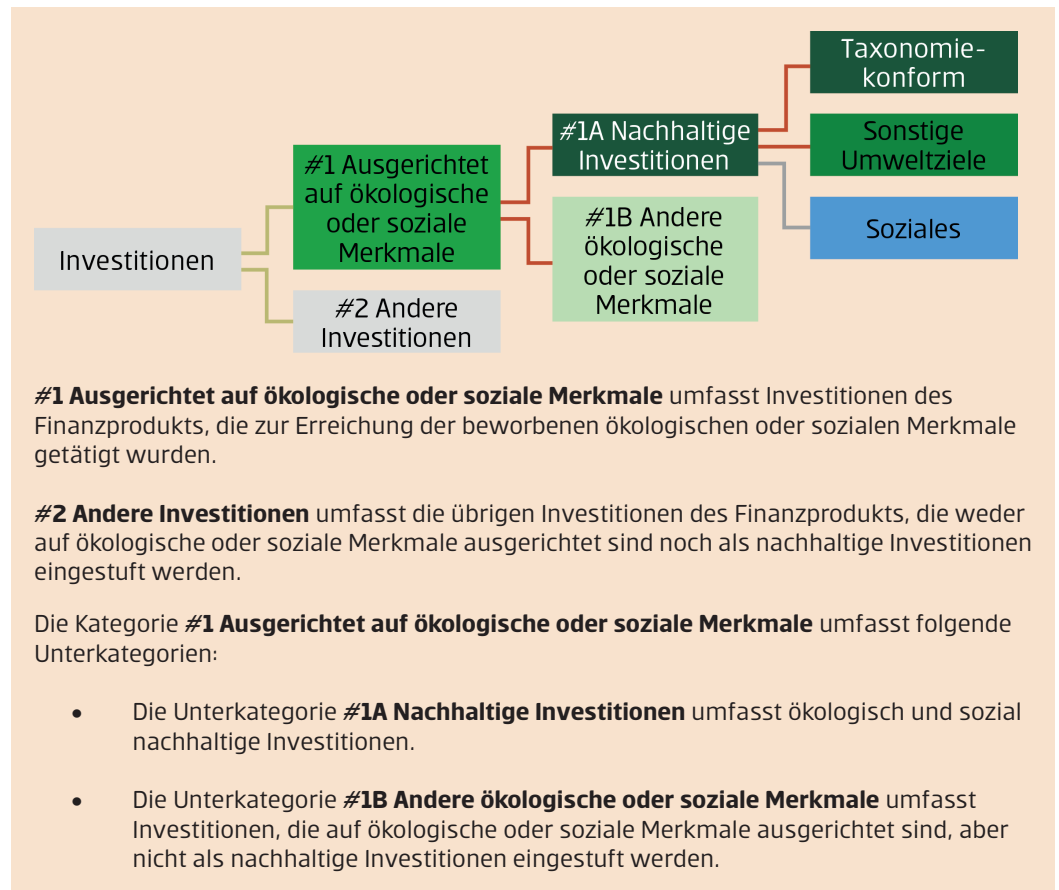 Taxonomie-
konform
#1A Nachhaltige
Investitionen
Sonstige
Umweltziele
#1 Ausgerichtet
auf ökologische
oder soziale
Merkmale
#1B Andere
ökologische
oder soziale
Merkmale
Soziales
Investitionen
#2 Andere
Investitionen
#1 Ausgerichtet auf ökologische oder soziale Merkmale umfasst Investitionen des
Finanzprodukts, die zur Erreichung der beworbenen ökologischen oder sozialen Merkmale
getätigt wurden.
#2 Andere Investitionen umfasst die übrigen Investitionen des Finanzprodukts, die weder
auf ökologische oder soziale Merkmale ausgerichtet sind noch als nachhaltige Investitionen
eingestuft werden.
Die Kategorie #1 Ausgerichtet auf ökologische oder soziale Merkmale umfasst folgende
Unterkategorien:
• Die Unterkategorie #1A Nachhaltige Investitionen umfasst ökologisch und sozial
nachhaltige Investitionen.
• Die Unterkategorie #1B Andere ökologische oder soziale Merkmale umfasst
Investitionen, die auf ökologische oder soziale Merkmale ausgerichtet sind, aber
nicht als nachhaltige Investitionen eingestuft werden.